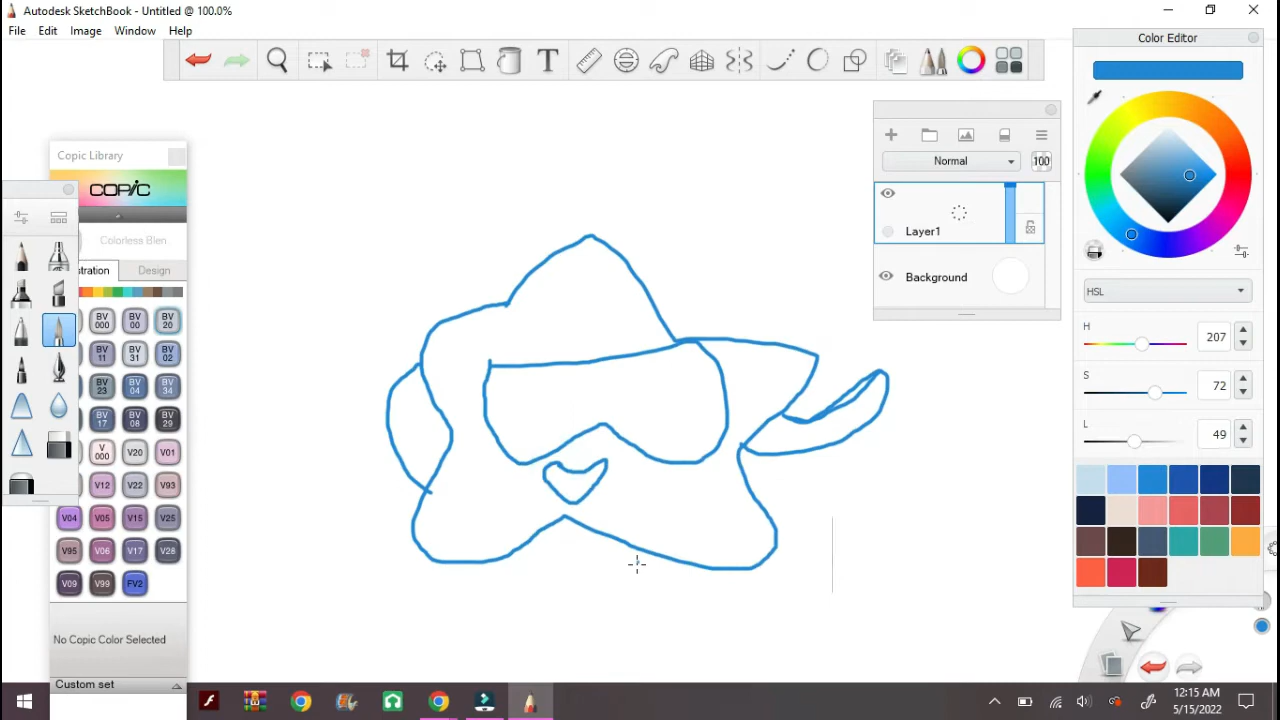 Autodesk SketchBook - Untitled @ 100.0%
File Edit Image Window Help
T
Color Editor
Copic Library
COPIC
Colorless Blen
stration Design
BV 000 BV 00 BV 20
BV 11 BV 31 BV 02
BV 23 BV 04 BV 34
BV 17 BV 08 BV 29
V 000 V20 V01
V12 V22 V93
V04 V05 V15 V25
V95 V06 V17 V28
V09 V99 FV2
No Copic Color Selected
Custom set
Normal 100
Layer1
Background
HSL
H 207
S 72
L 49
12:15 AM
5/15/2022